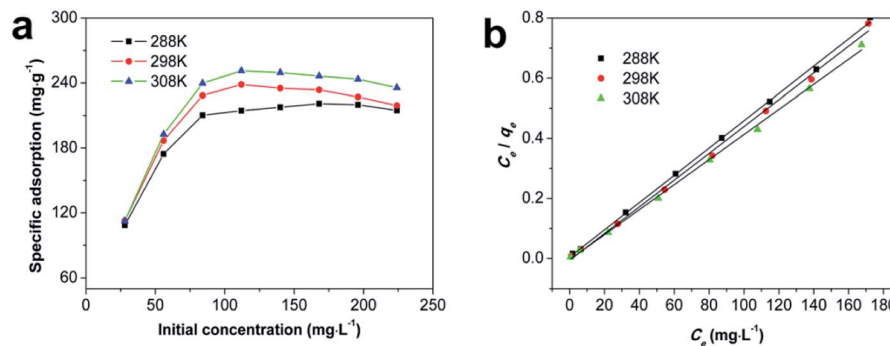 a
300
240
180
120
60
0
50
100
150
200
250
Specific adsorption (mg·g⁻¹)
Initial concentration (mg·L⁻¹)
288K
298K
308K
b
0.8
0.6
0.4
0.2
0.0
0
20
40
60
80
100
120
140
160
180
Cₑ / qₑ
Cₑ (mg·L⁻¹)
288K
298K
308K